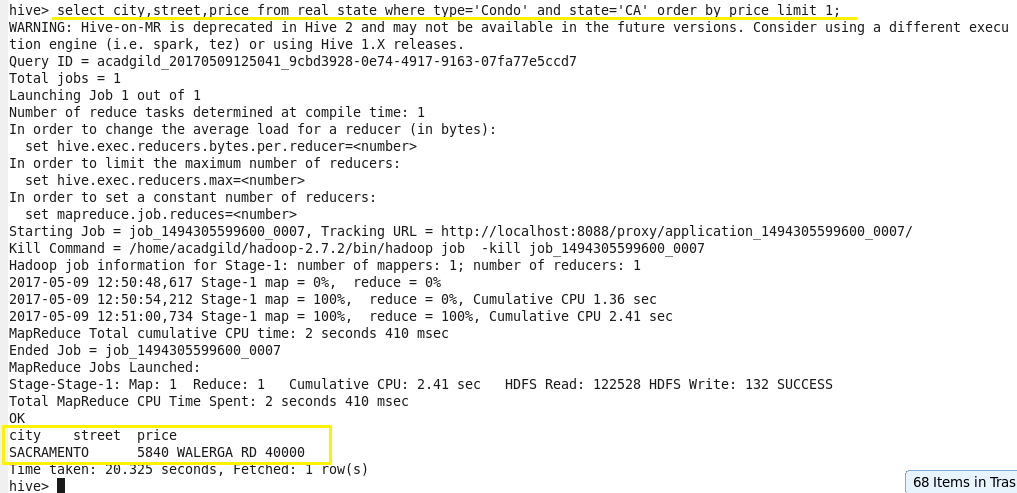 hive> select city,street,price from real state where type='Condo' and state='CA' order by price limit 1;
WARNING: Hive-on-MR is deprecated in Hive 2 and may not be available in the future versions. Consider using a different execu
tion engine (i.e. spark, tez) or using Hive 1.X releases.
Query ID = acadgild_20170509125041_9cbd3928-0e74-4917-9163-07fa77e5ccd7
Total jobs = 1
Launching Job 1 out of 1
Number of reduce tasks determined at compile time: 1
In order to change the average load for a reducer (in bytes):
  set hive.exec.reducers.bytes.per.reducer=<number>
In order to limit the maximum number of reducers:
  set hive.exec.reducers.max=<number>
In order to set a constant number of reducers:
  set mapreduce.job.reduces=<number>
Starting Job = job_1494305599600_0007, Tracking URL = http://localhost:8088/proxy/application_1494305599600_0007/
Kill Command = /home/acadgild/hadoop-2.7.2/bin/hadoop job  -kill job_1494305599600_0007
Hadoop job information for Stage-1: number of mappers: 1; number of reducers: 1
2017-05-09 12:50:48,617 Stage-1 map = 0%,  reduce = 0%
2017-05-09 12:50:54,212 Stage-1 map = 100%,  reduce = 0%, Cumulative CPU 1.36 sec
2017-05-09 12:51:00,734 Stage-1 map = 100%,  reduce = 100%, Cumulative CPU 2.41 sec
MapReduce Total cumulative CPU time: 2 seconds 410 msec
Ended Job = job_1494305599600_0007
MapReduce Jobs Launched:
Stage-Stage-1: Map: 1  Reduce: 1   Cumulative CPU: 2.41 sec   HDFS Read: 122528 HDFS Write: 132 SUCCESS
Total MapReduce CPU Time Spent: 2 seconds 410 msec
OK
city    street  price
SACRAMENTO      5840 WALERGA RD 40000
Time taken: 20.325 seconds, Fetched: 1 row(s)
hive>
68 Items in Tras